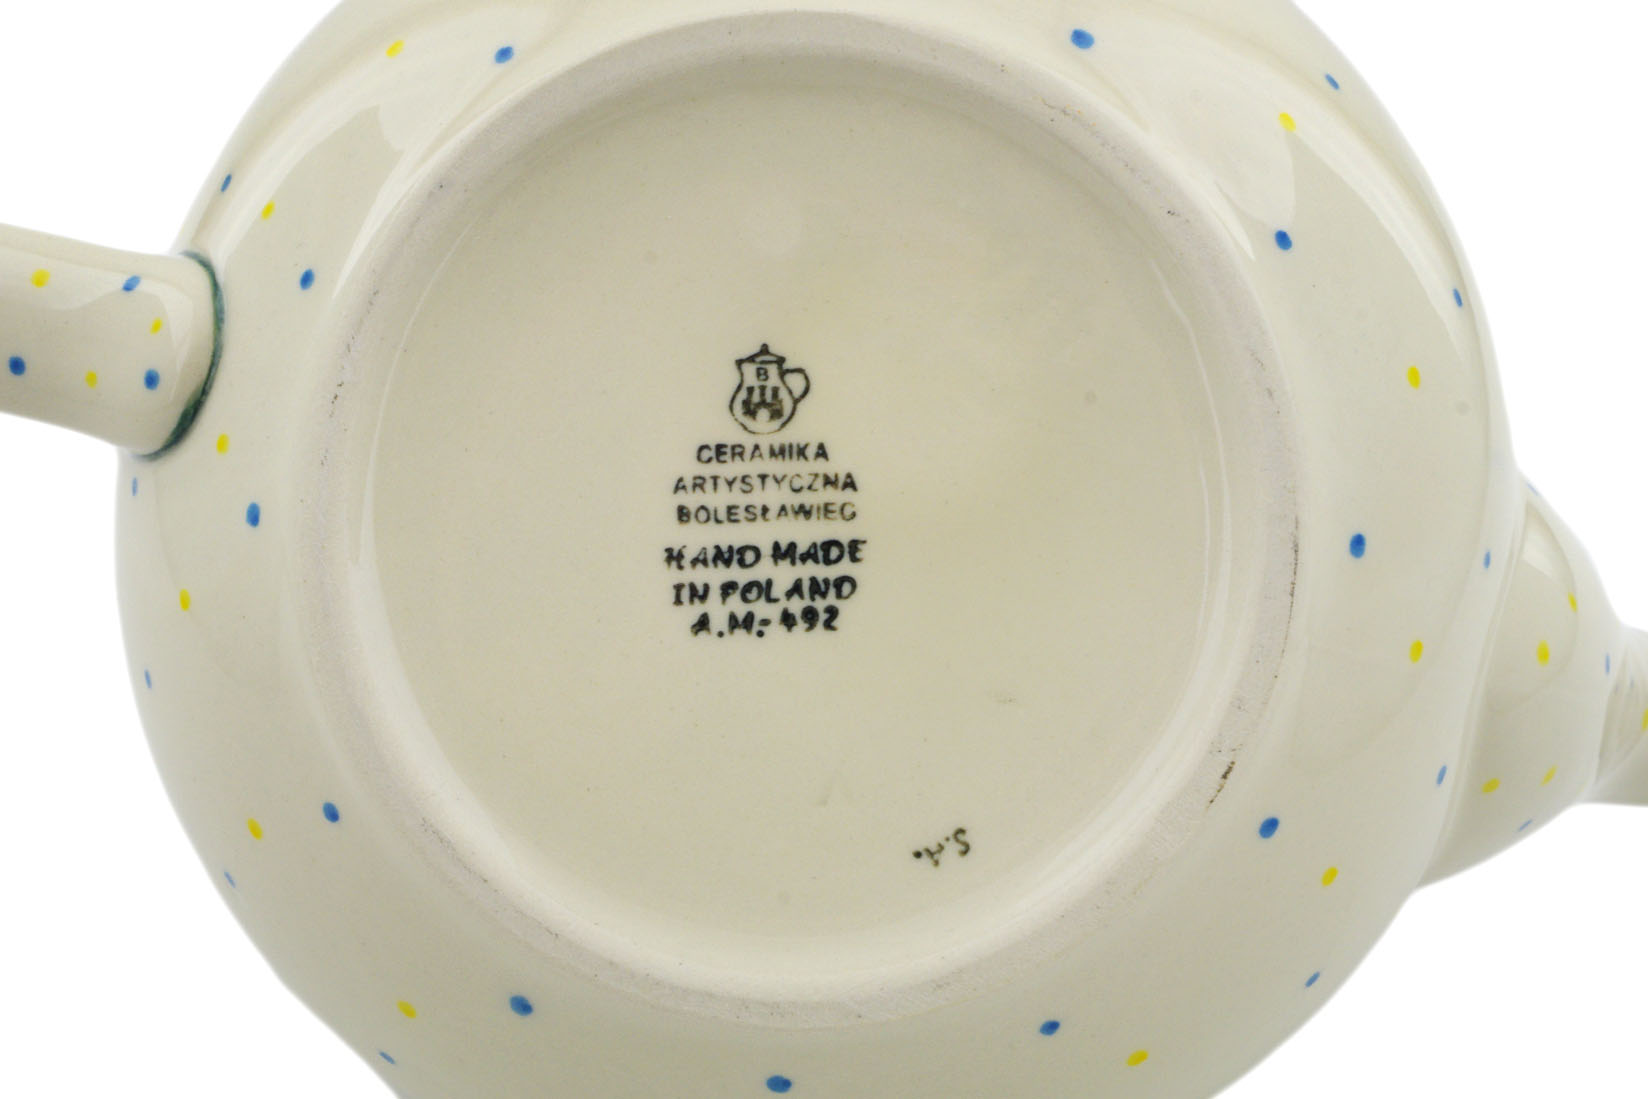 B
CERAMIKA
ARTYSTYCZNA
BOLESŁAWIEC
HAND MADE
IN POLAND
A.M.- 492